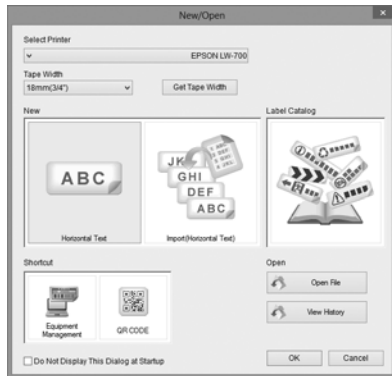 New/Open
×
Select Printer
EPSON LW-700
Tape Width
18mm(3/4")
Get Tape Width
New
Label Catalog
ABC
Horizontal Text
JK
GHI
DEF
ABC
Import(Horizontal Text)
Shortcut
Open
Equipment
Management
QR CODE
Open File
View History
Do Not Display This Dialog at Startup
OK
Cancel